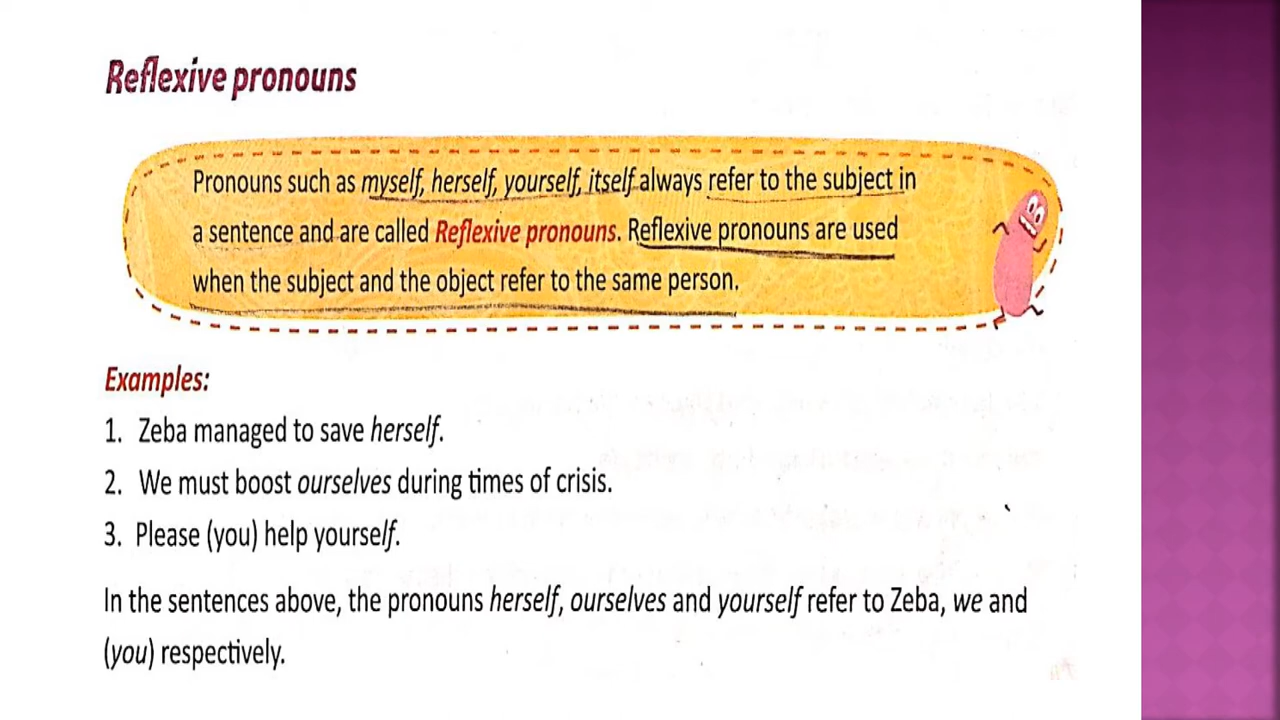 Reflexive pronouns
Pronouns such as myself, herself, yourself, itself always refer to the subject in
a sentence and are called Reflexive pronouns. Reflexive pronouns are used
when the subject and the object refer to the same person.
Examples:
1. Zeba managed to save herself.
2. We must boost ourselves during times of crisis.
3. Please (you) help yourself.
In the sentences above, the pronouns herself, ourselves and yourself refer to Zeba, we and
(you) respectively.